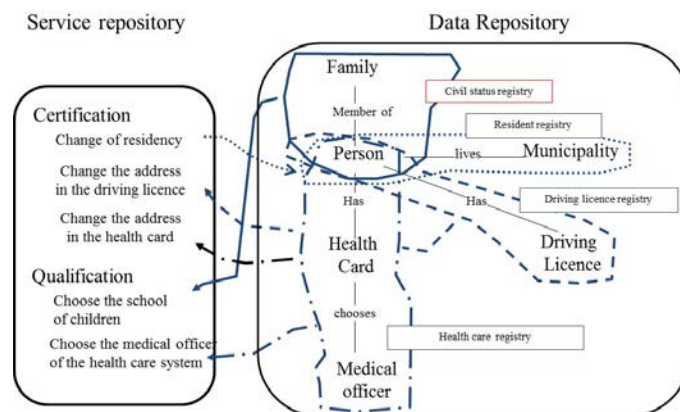 Service repository
Data Repository
Certification
Change of residency
Change the address
in the driving licence
Change the address
in the health card
Qualification
Choose the school
of children
Choose the medical officer
of the health care system
Family
Member of
Civil status registry
Resident registry
Person
lives
Municipality
Has
Has
Driving licence registry
Health
Card
Driving
Licence
chooses
Health care registry
Medical
officer